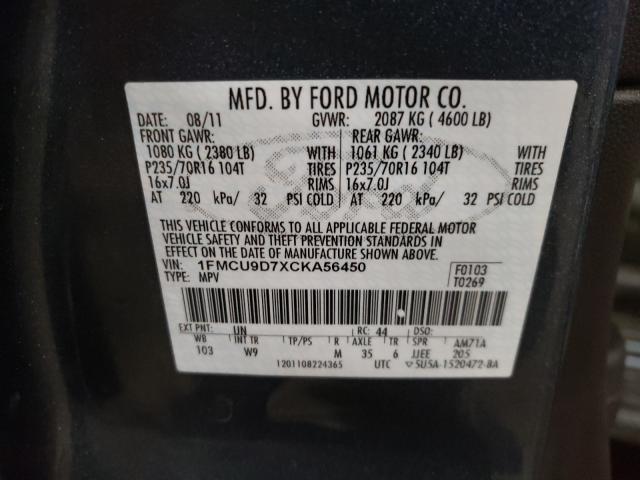 MFD. BY FORD MOTOR CO.
DATE: 08/11 GVWR: 2087 KG ( 4600 LB)
FRONT GAWR: REAR GAWR:
1080 KG ( 2380 LB) WITH 1061 KG ( 2340 LB) WITH
P235/70R16 104T TIRES P235/70R16 104T TIRES
16x7.0J RIMS 16x7.0J RIMS
AT 220 kPa/ 32 PSI COLD AT 220 kPa/ 32 PSI COLD
THIS VEHICLE CONFORMS TO ALL APPLICABLE FEDERAL MOTOR
VEHICLE SAFETY AND THEFT PREVENTION STANDARDS IN
EFFECT ON THE DATE OF MANUFACTURE SHOWN ABOVE.
VIN: 1FMCU9D7XCKA56450 F0103
TYPE: MPV T0269
EXT PNT: UN RC: 44 DSO:
WB INT TR TP/PS R AXLE TR SPR AM71A
103 W9 M 35 6 JJEE 205
1201108224365 UTC ▽ SU5A-1520472-BA